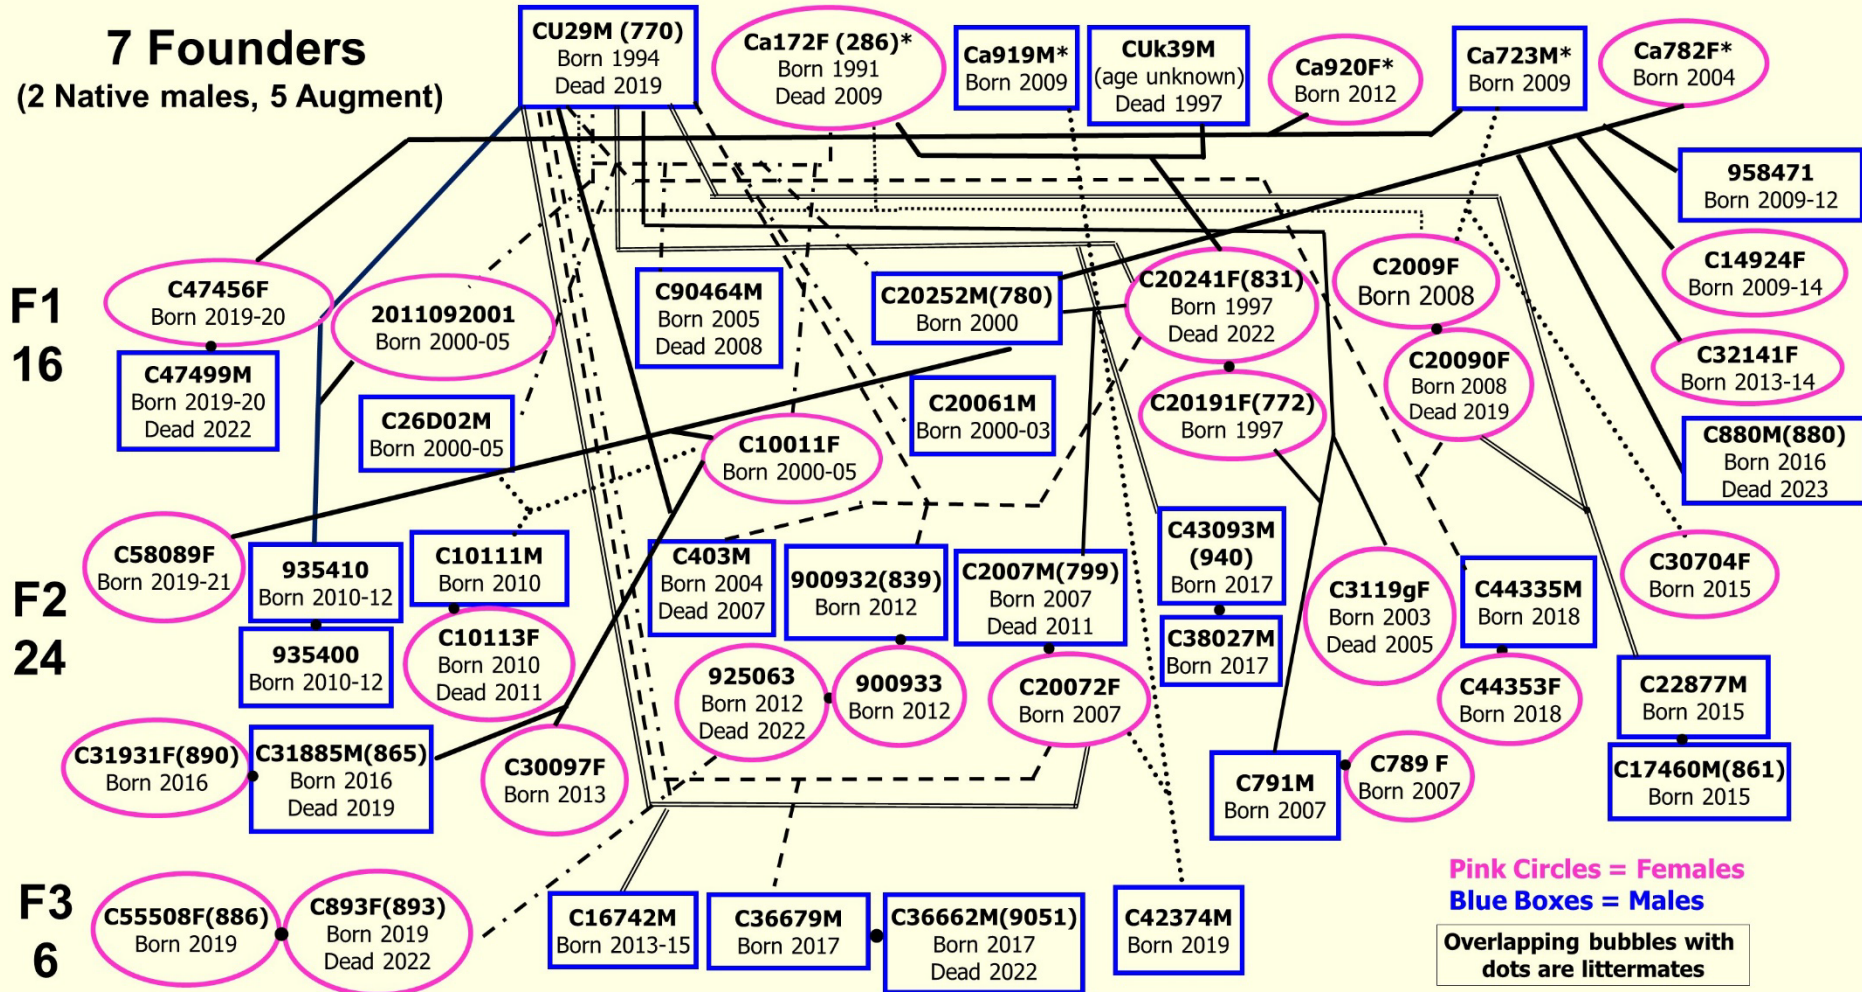 7 Founders
(2 Native males, 5 Augment)
CU29M (770)
Born 1994
Dead 2019
Ca172F (286)*
Born 1991
Dead 2009
Ca919M*
Born 2009
CUk39M
(age unknown)
Dead 1997
Ca920F*
Born 2012
Ca723M*
Born 2009
Ca782F*
Born 2004
958471
Born 2009-12
F1
16
C47456F
Born 2019-20
C47499M
Born 2019-20
Dead 2022
2011092001
Born 2000-05
C26D02M
Born 2000-05
C90464M
Born 2005
Dead 2008
C10011F
Born 2000-05
C20252M(780)
Born 2000
C20061M
Born 2000-03
C20241F(831)
Born 1997
Dead 2022
C20191F(772)
Born 1997
C2009F
Born 2008
C20090F
Born 2008
Dead 2019
C14924F
Born 2009-14
C32141F
Born 2013-14
C880M(880)
Born 2016
Dead 2023
F2
24
C58089F
Born 2019-21
935410
Born 2010-12
935400
Born 2010-12
C10111M
Born 2010
C10113F
Born 2010
Dead 2011
C403M
Born 2004
Dead 2007
900932(839)
Born 2012
925063
Born 2012
Dead 2022
900933
Born 2012
C2007M(799)
Born 2007
Dead 2011
C20072F
Born 2007
C43093M
(940)
Born 2017
C38027M
Born 2017
C3119gF
Born 2003
Dead 2005
C44335M
Born 2018
C44353F
Born 2018
C30704F
Born 2015
C22877M
Born 2015
C17460M(861)
Born 2015
C31931F(890)
Born 2016
C31885M(865)
Born 2016
Dead 2019
C30097F
Born 2013
C791M
Born 2007
C789 F
Born 2007
F3
6
C55508F(886)
Born 2019
C893F(893)
Born 2019
Dead 2022
C16742M
Born 2013-15
C36679M
Born 2017
C36662M(9051)
Born 2017
Dead 2022
C42374M
Born 2019
Pink Circles = Females
Blue Boxes = Males
Overlapping bubbles with
dots are littermates